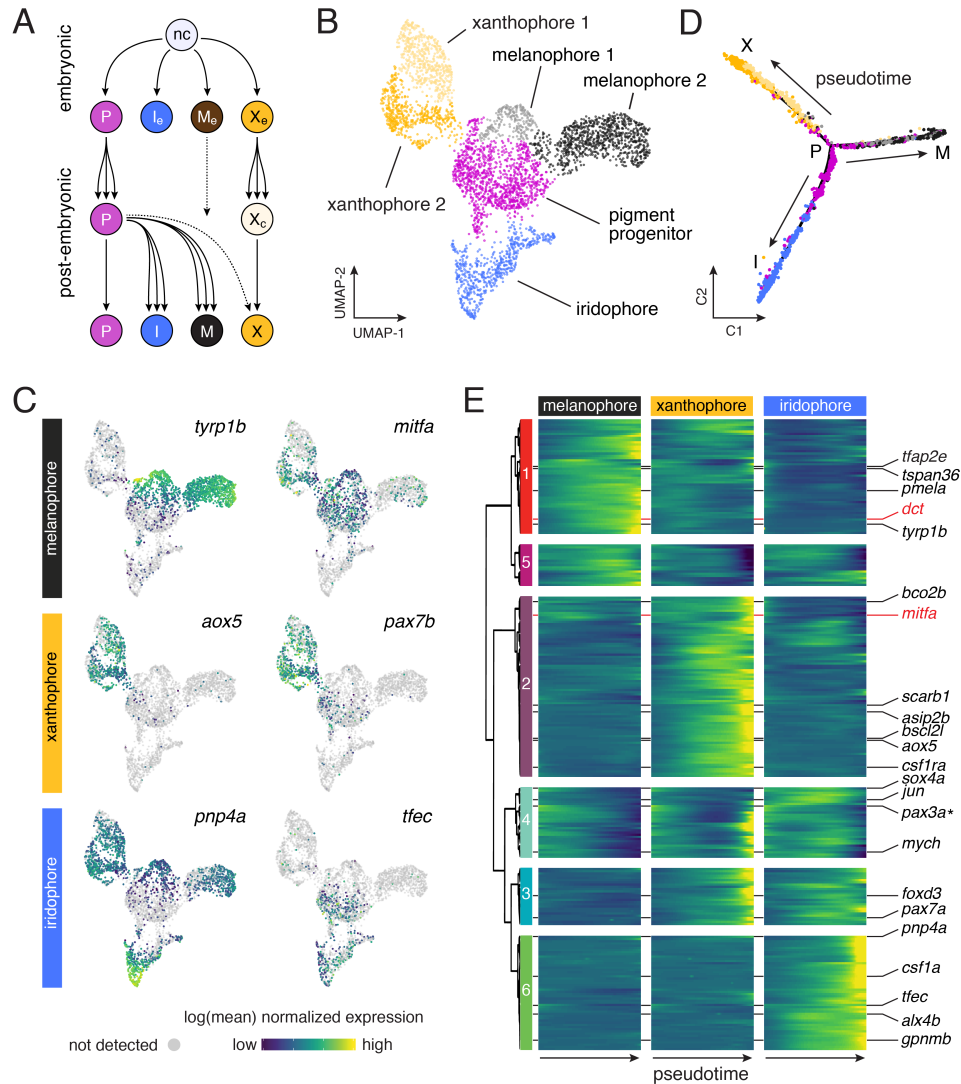 A
embryonic
post-embryonic
nc
P
Ie
Me
Xe
P
Xc
P
I
M
X
B
xanthophore 1
melanophore 1
melanophore 2
xanthophore 2
pigment
progenitor
iridophore
UMAP-2
UMAP-1
D
X
pseudotime
P
M
I
C2
C1
C
melanophore
tyrp1b
mitfa
xanthophore
aox5
pax7b
iridophore
pnp4a
tfec
log(mean) normalized expression
not detected
low
high
E
melanophore
xanthophore
iridophore
1
5
2
4
3
6
tfap2e
tspan36
pmela
dct
tyrp1b
bco2b
mitfa
scarb1
asip2b
bscl2l
aox5
csf1ra
sox4a
jun
pax3a*
mych
foxd3
pax7a
pnp4a
csf1a
tfec
alx4b
gpnmb
pseudotime